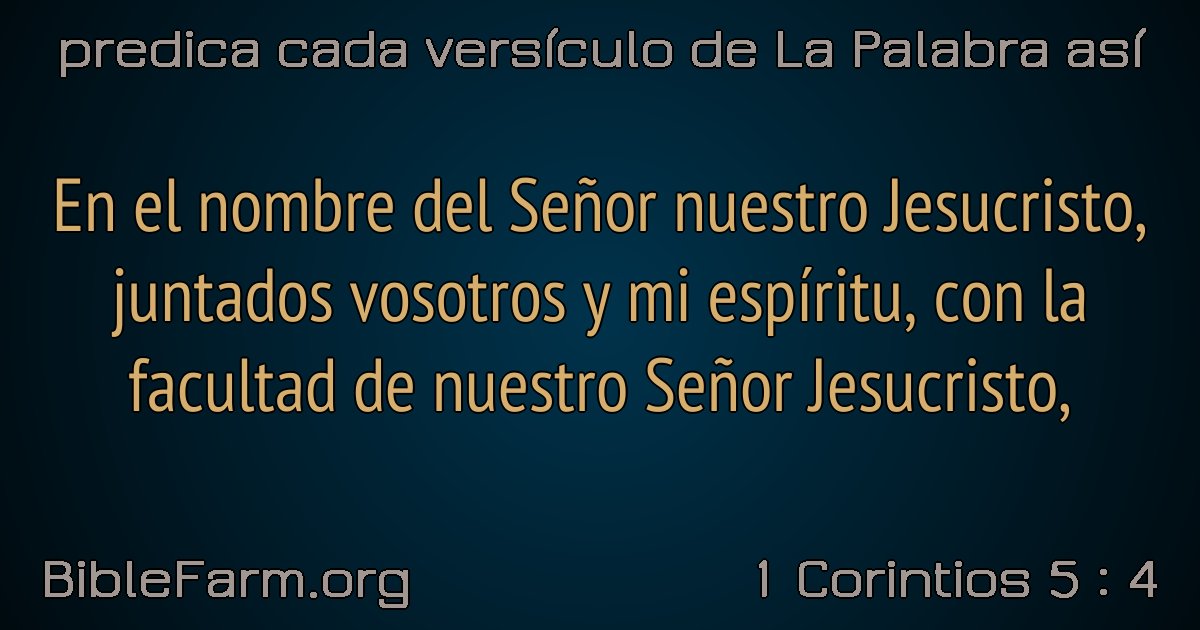 predica cada versículo de La Palabra así
En el nombre del Señor nuestro Jesucristo,
juntados vosotros y mi espíritu, con la
facultad de nuestro Señor Jesucristo,
BibleFarm.org
1 Corintios 5 : 4